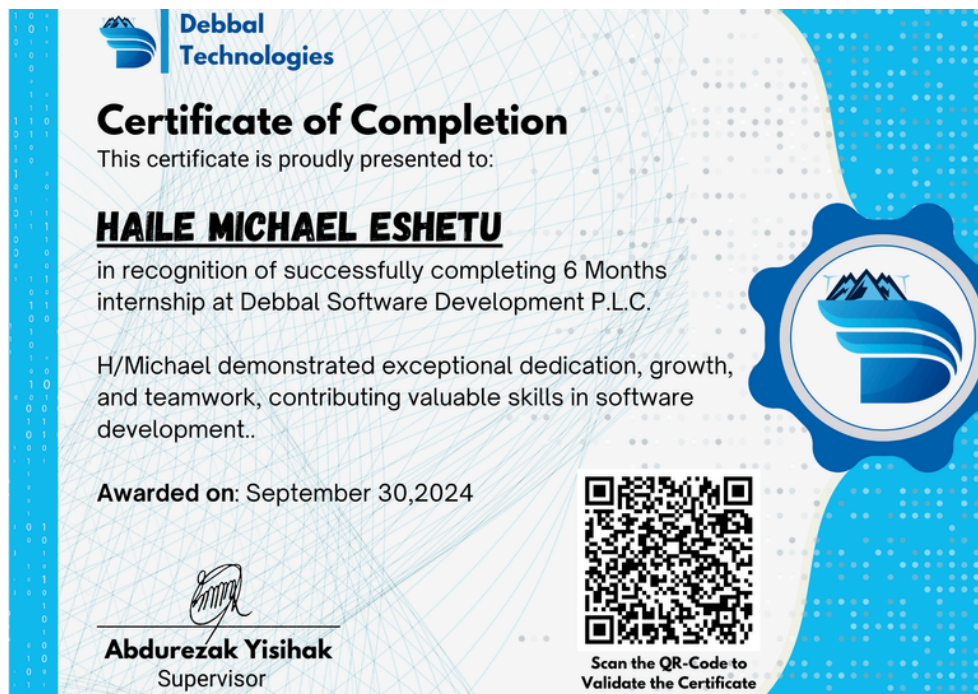 Debbal
Technologies
Certificate of Completion
This certificate is proudly presented to:
HAILE MICHAEL ESHETU
in recognition of successfully completing 6 Months
internship at Debbal Software Development P.L.C.
H/Michael demonstrated exceptional dedication, growth,
and teamwork, contributing valuable skills in software
development..
Awarded on: September 30,2024
Abdurezak Yisihak
Supervisor
Scan the QR-Code to
Validate the Certificate